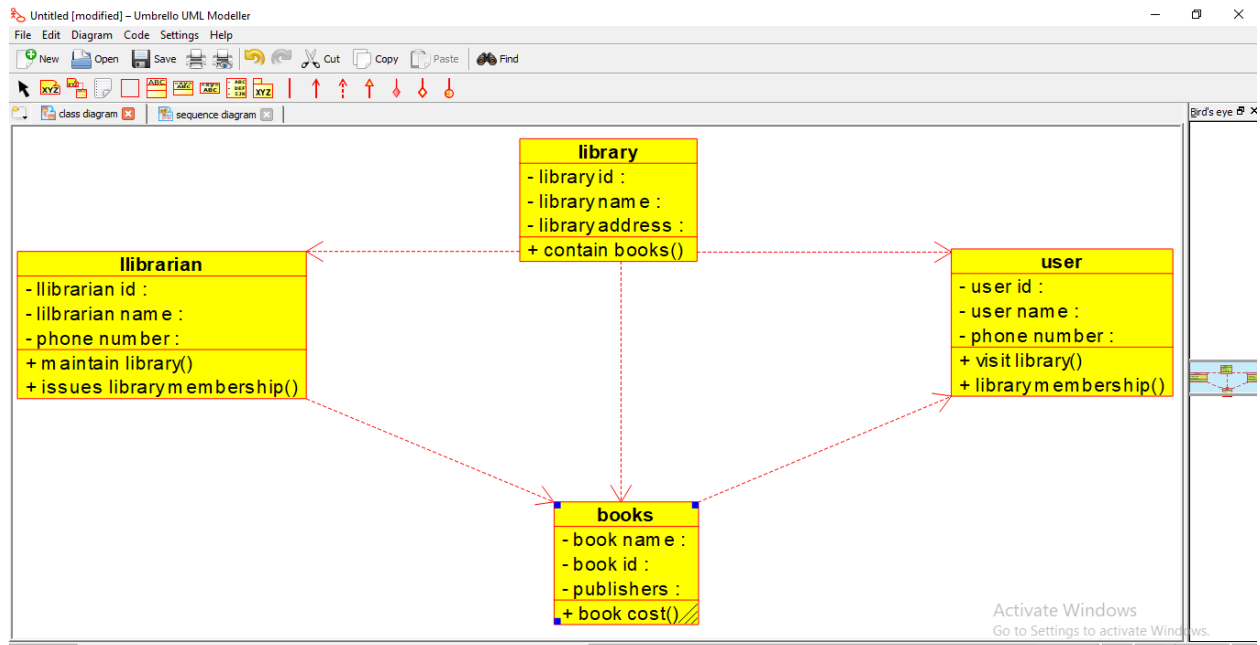 Untitled [modified] – Umbrello UML Modeller
File Edit Diagram Code Settings Help
New Open Save Cut Copy Paste Find
class diagram sequence diagram
Bird's eye
library
- library id :
- library name :
- library address :
+ contain books()
llibrarian
- llibrarian id :
- lilbrarian name :
- phone number :
+ maintain library()
+ issues library membership()
user
- user id :
- user name :
- phone number :
+ visit library()
+ library membership()
books
- book name :
- book id :
- publishers :
+ book cost()
Activate Windows
Go to Settings to activate Windows.